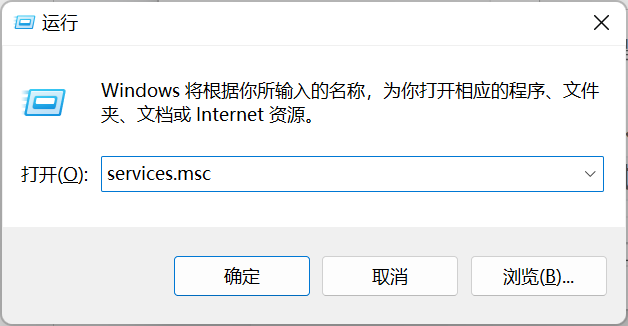 运行
Windows 将根据你所输入的名称，为你打开相应的程序、文件
夹、文档或 Internet 资源。
打开(O): services.msc
确定 取消 浏览(B)...